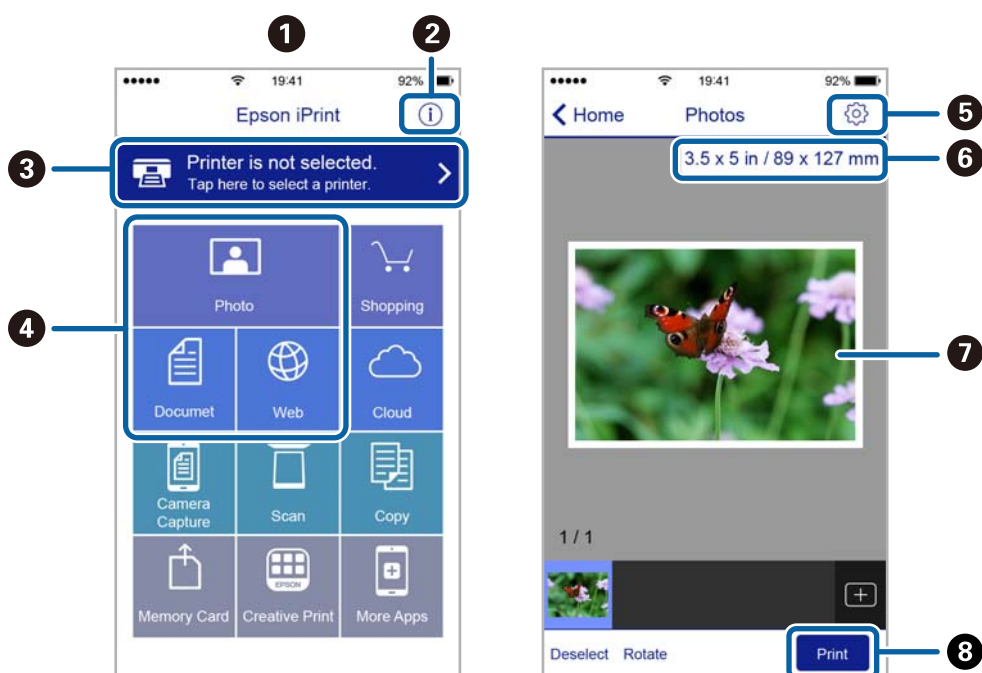 1
2
19:41
92%
Epson iPrint
3
Printer is not selected.
Tap here to select a printer.
4
Photo
Shopping
Documet
Web
Cloud
Camera
Capture
Scan
Copy
EPSON
Memory Card
Creative Print
More Apps
19:41
92%
5
Home
Photos
6
3.5 x 5 in / 89 x 127 mm
7
1 / 1
Deselect
Rotate
Print
8